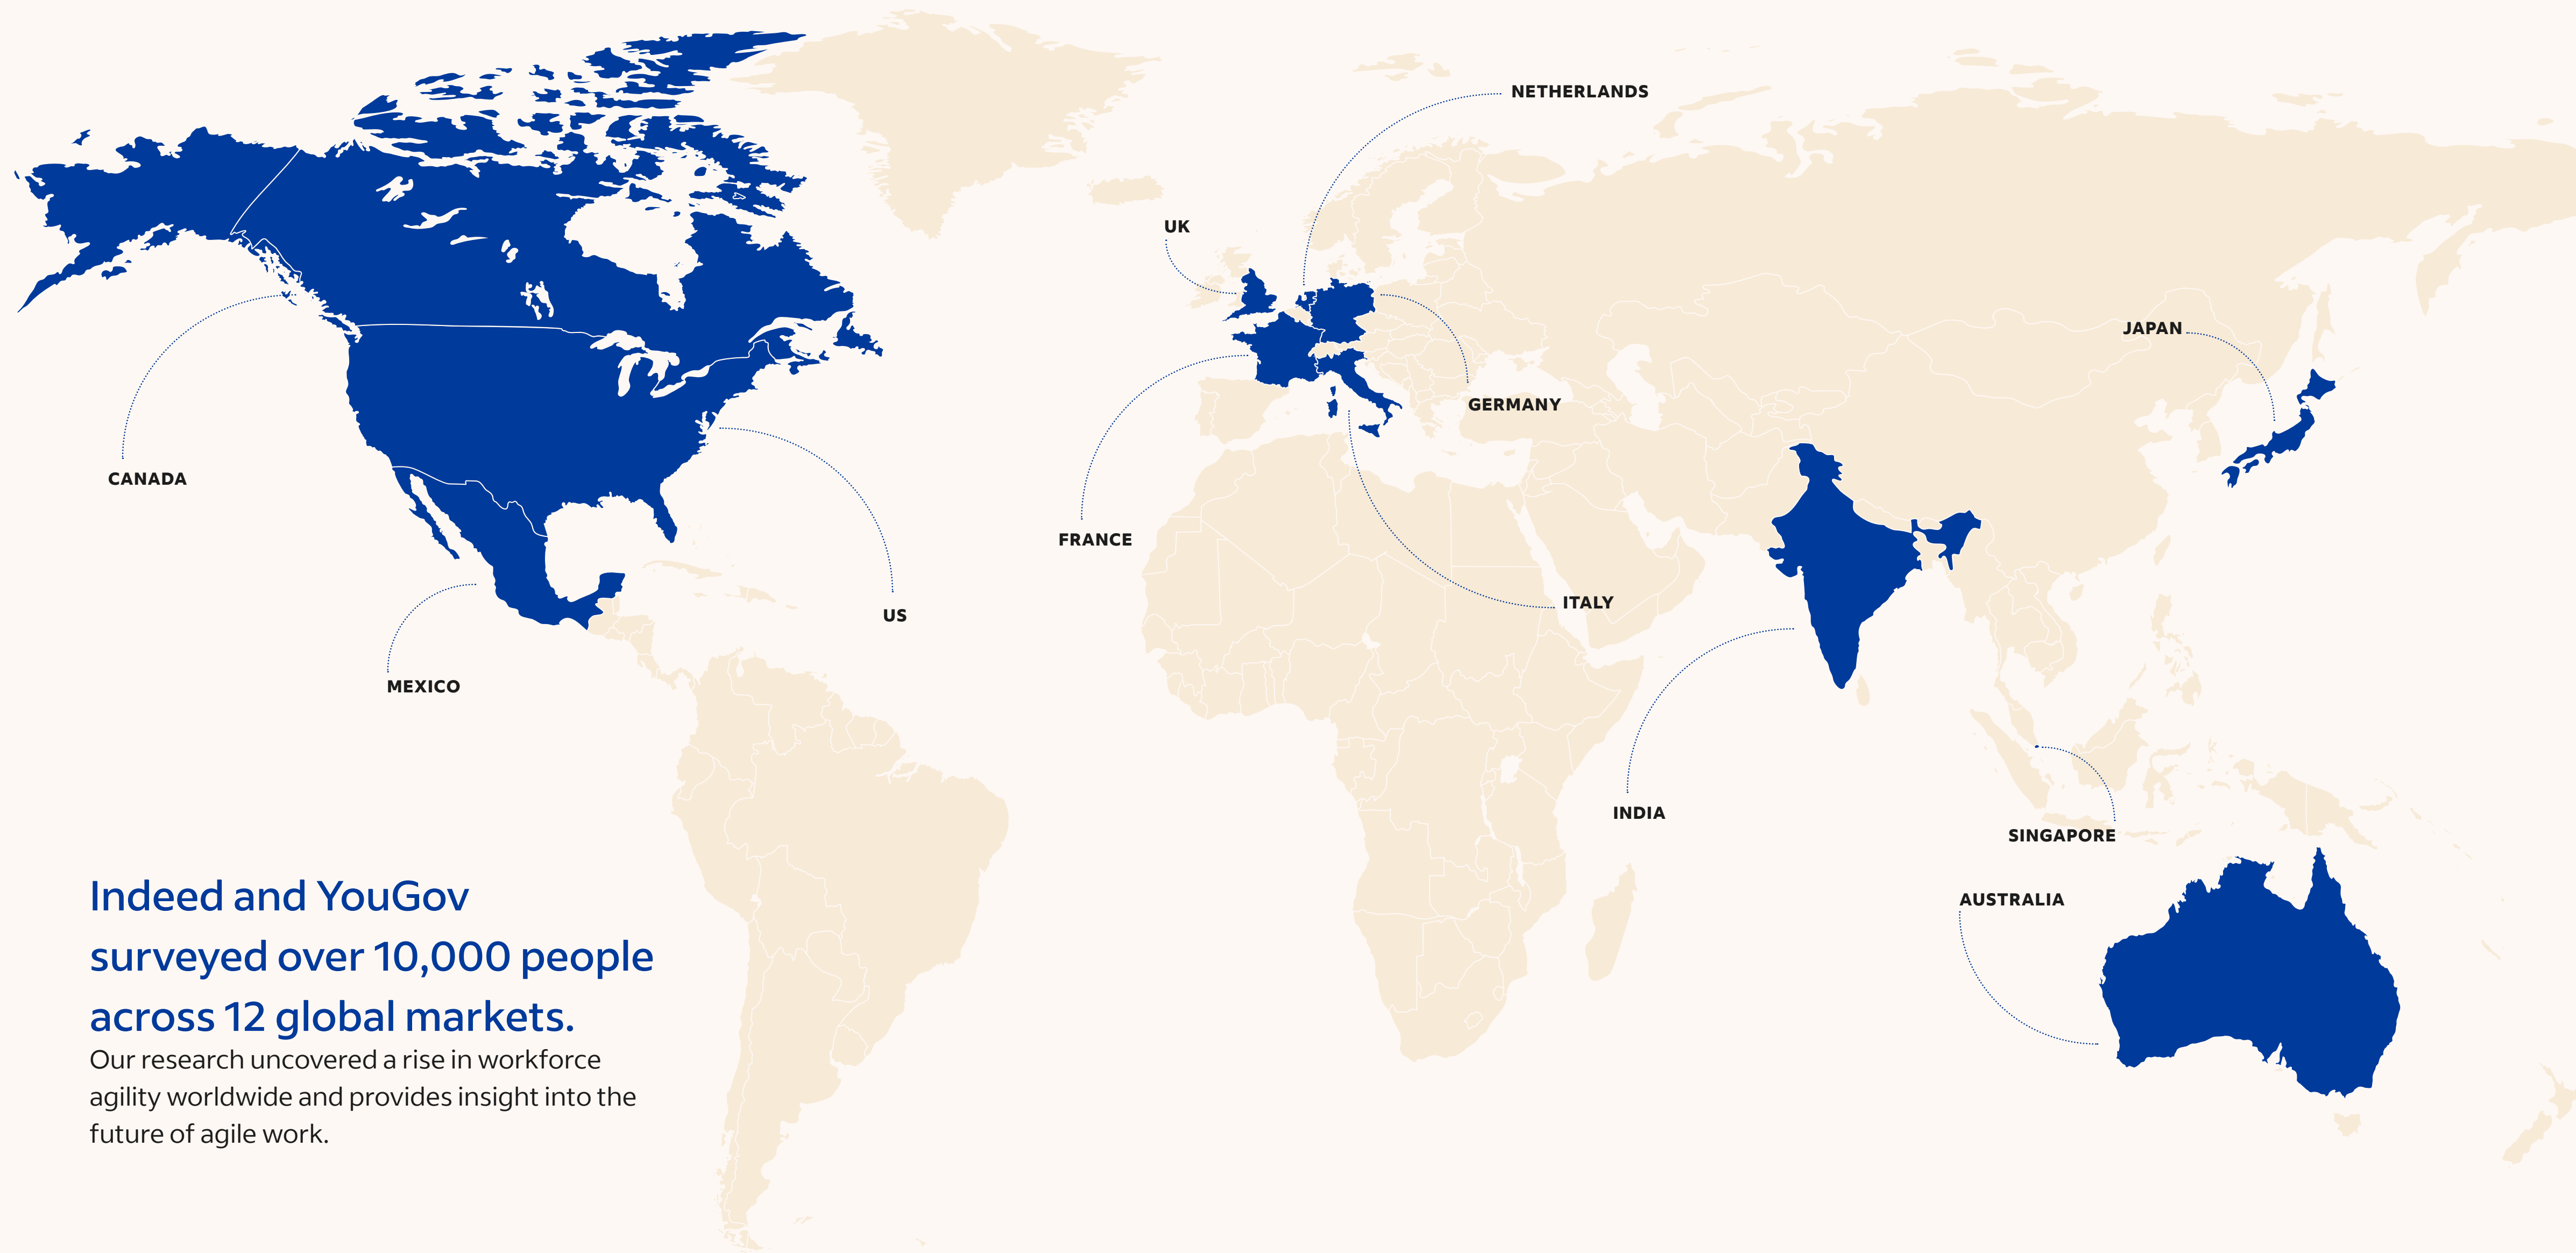 NETHERLANDS
UK
JAPAN
GERMANY
CANADA
FRANCE
ITALY
US
MEXICO
INDIA
SINGAPORE
AUSTRALIA
Indeed and YouGov
surveyed over 10,000 people
across 12 global markets.
Our research uncovered a rise in workforce
agility worldwide and provides insight into the
future of agile work.